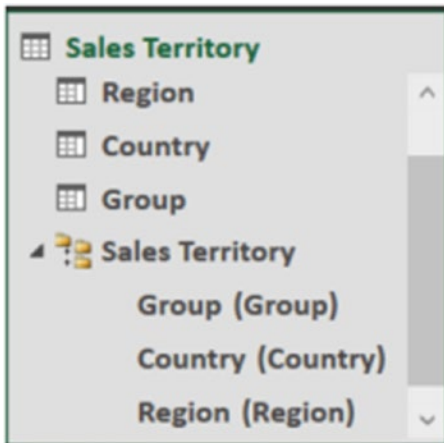 Sales Territory
Region
Country
Group
Sales Territory
Group (Group)
Country (Country)
Region (Region)